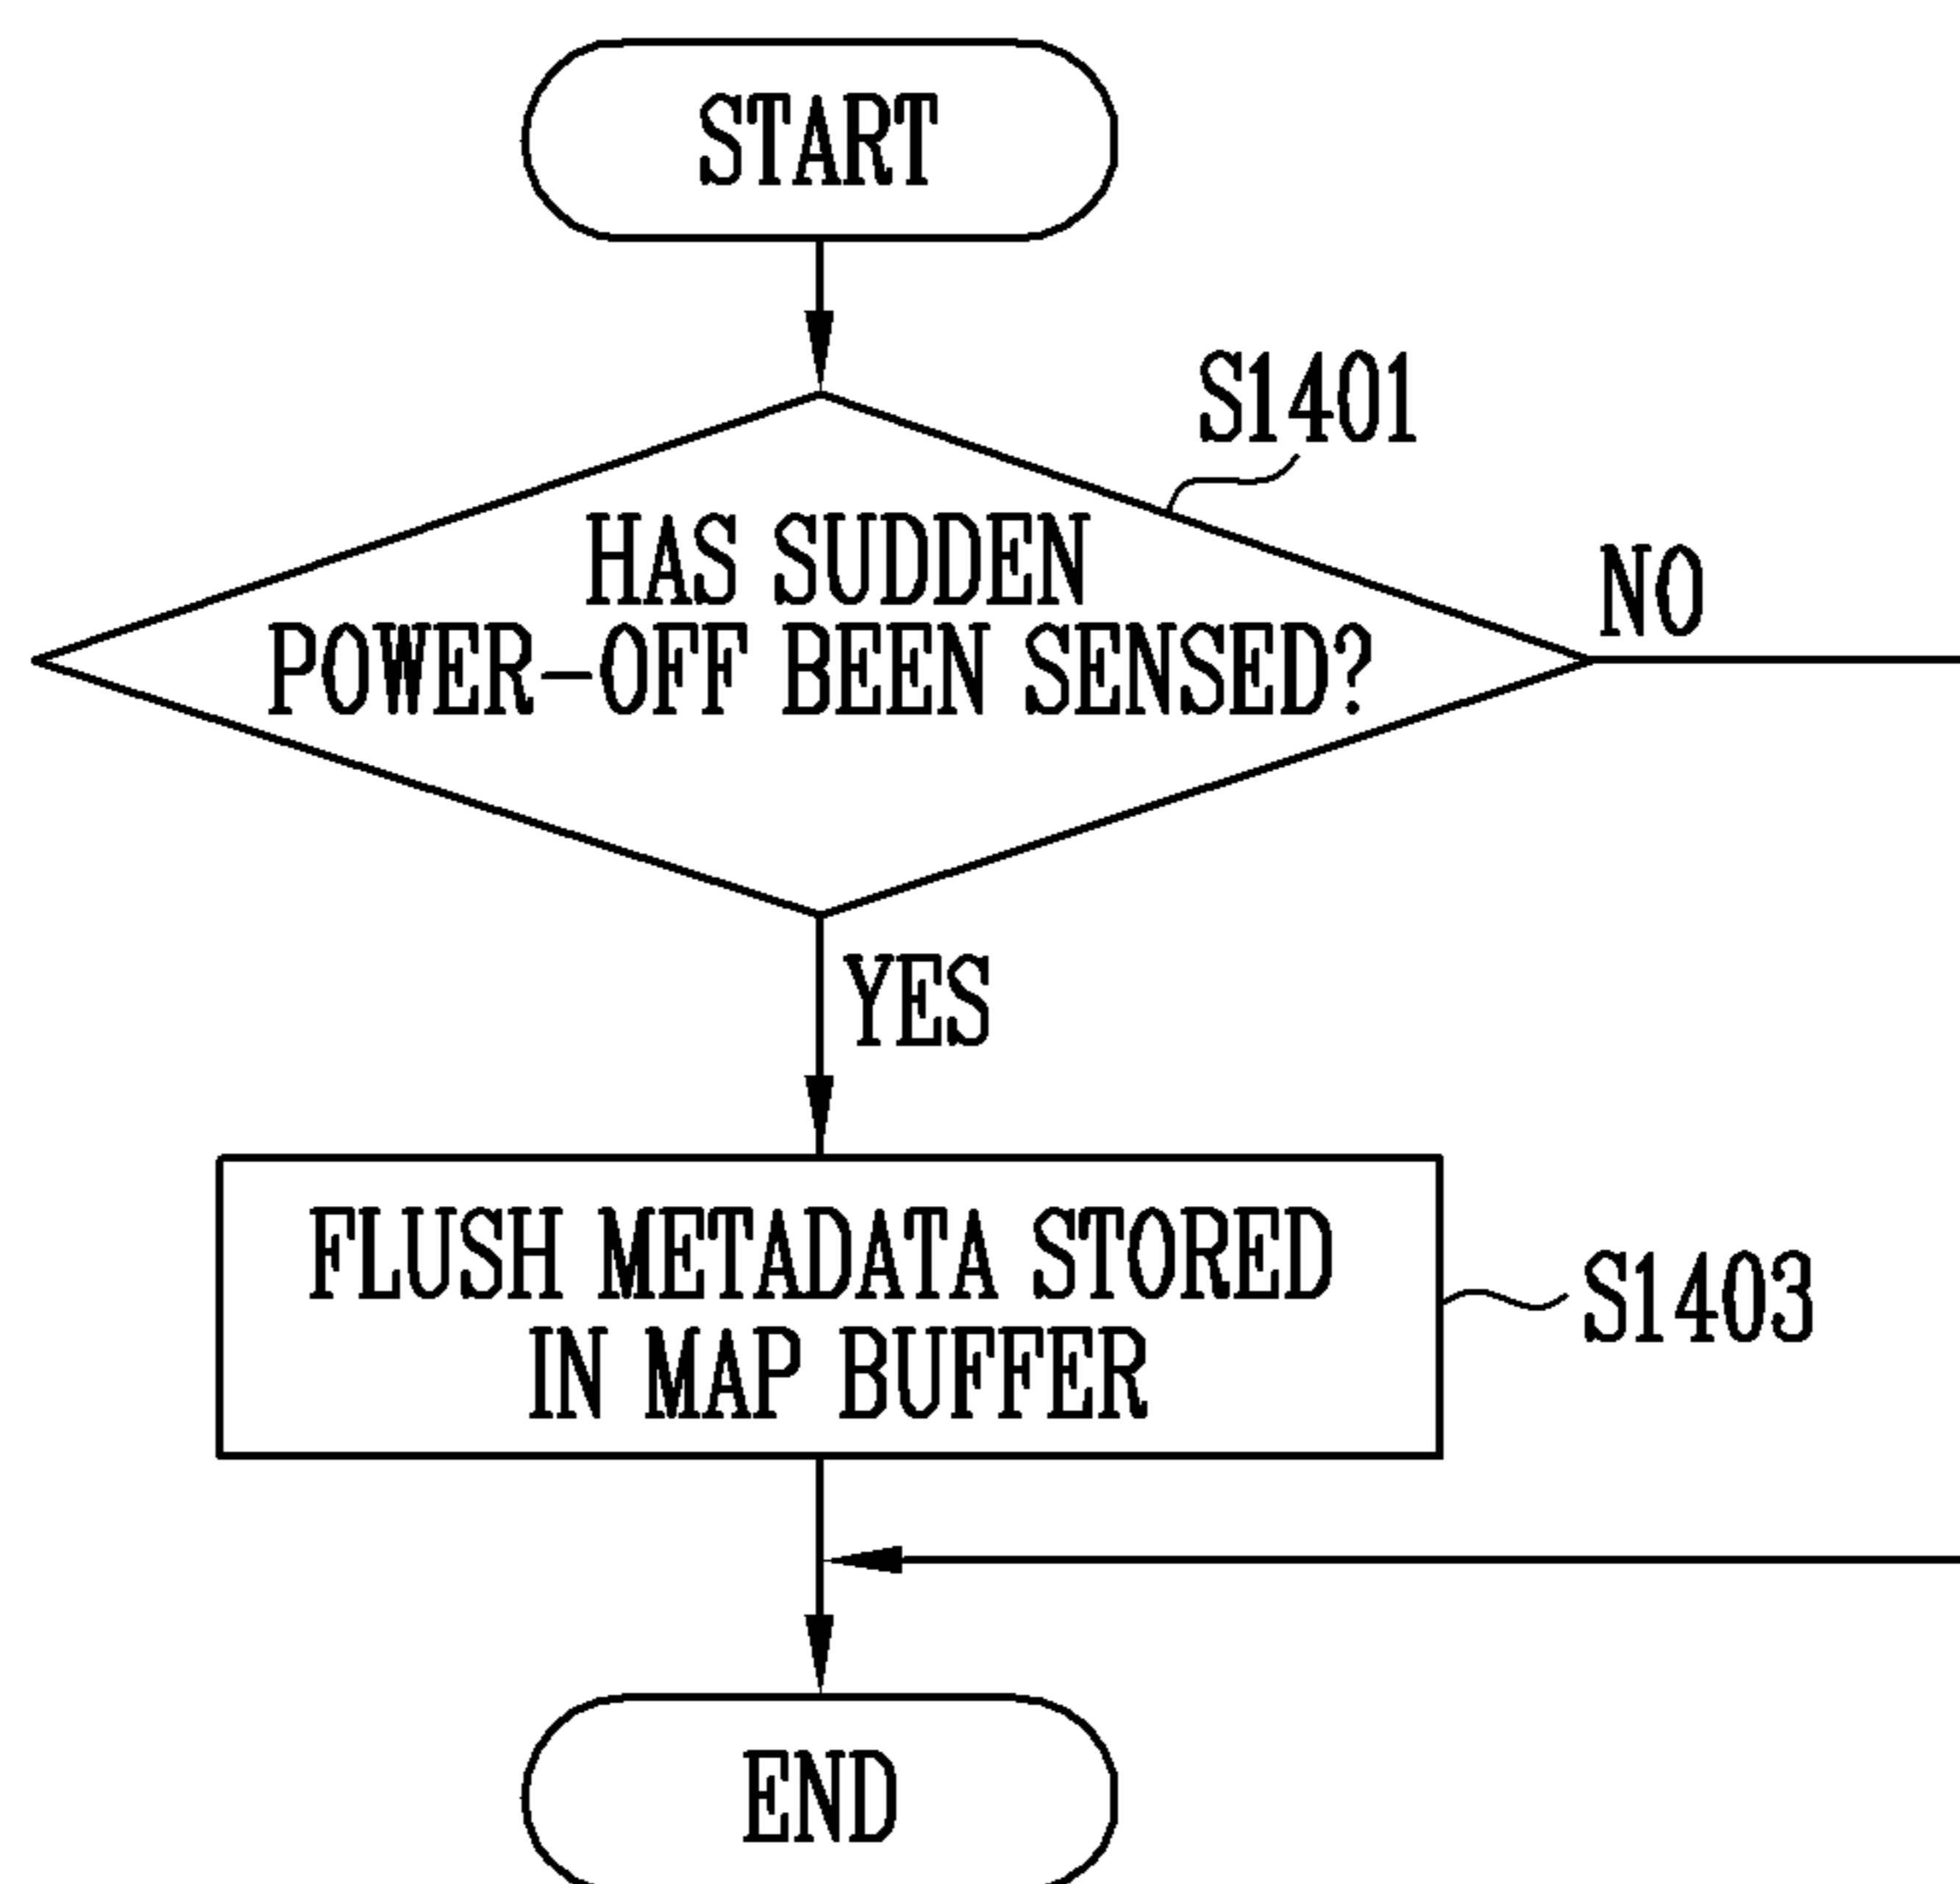 START
S1401
HAS SUDDEN
POWER-OFF BEEN SENSED?
NO
YES
FLUSH METADATA STORED
IN MAP BUFFER
S1403
END